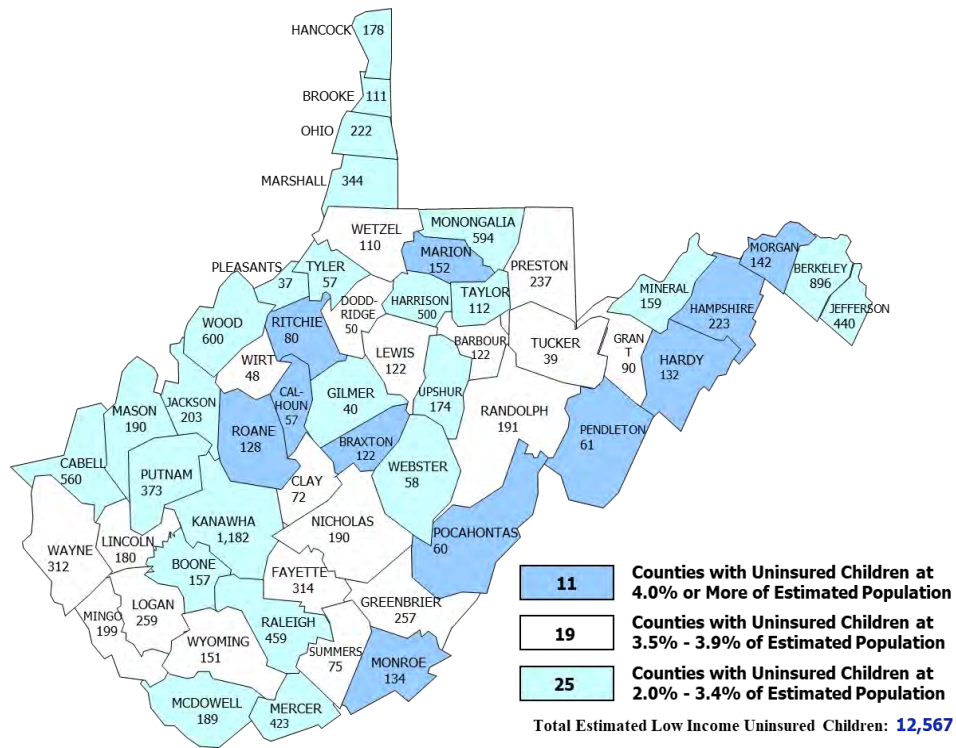 HANCOCK
178
BROOKE
111
OHIO
222
MARSHALL
344
WETZEL
110
MONONGALIA
594
MARION
152
PRESTON
237
MORGAN
142
BERKELEY
896
JEFFERSON
440
MINERAL
159
HAMPSHIRE
223
PLEASANTS
37
TYLER
57
DODD-
RIDGE
50
HARRISON
500
TAYLOR
112
WOOD
600
RITCHIE
80
BARBOUR
122
TUCKER
39
GRAN
T
90
HARDY
132
WIRT
48
LEWIS
122
CAL-
HOUN
57
GILMER
40
UPSHUR
174
RANDOLPH
191
MASON
190
JACKSON
203
ROANE
128
BRAXTON
122
PENDLETON
61
CABELL
560
PUTNAM
373
WEBSTER
58
CLAY
72
KANAWHA
1,182
NICHOLAS
190
POCAHONTAS
60
WAYNE
312
LINCOLN
180
BOONE
157
FAYETTE
314
GREENBRIER
257
MINGO
199
LOGAN
259
RALEIGH
459
WYOMING
151
SUMMERS
75
MONROE
134
MCDOWELL
189
MERCER
423
11
Counties with Uninsured Children at
4.0% or More of Estimated Population
19
Counties with Uninsured Children at
3.5% - 3.9% of Estimated Population
25
Counties with Uninsured Children at
2.0% - 3.4% of Estimated Population
Total Estimated Low Income Uninsured Children: 12,567